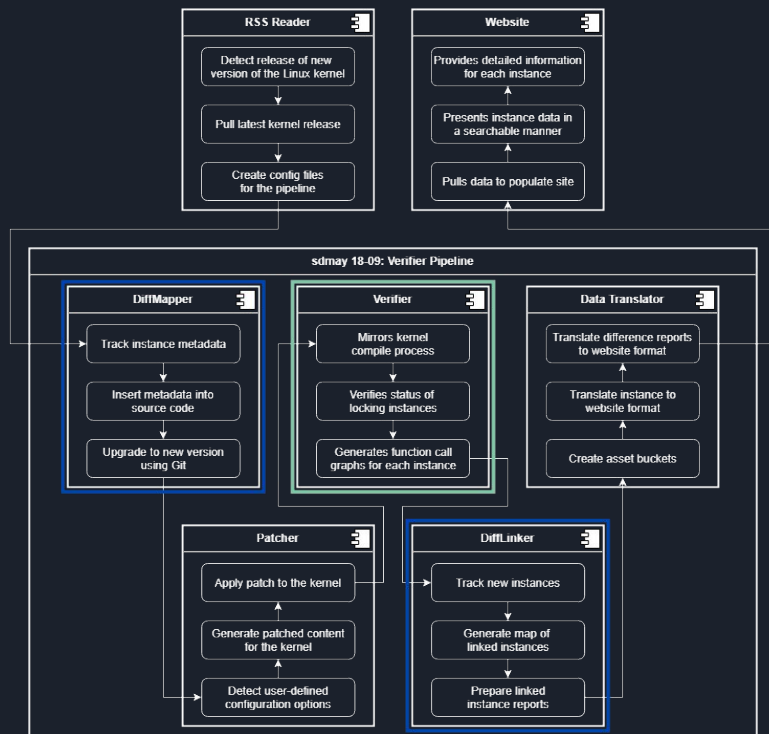 RSS Reader
Detect release of new
version of the Linux kernel
Pull latest kernel release
Create config files
for the pipeline
Website
Provides detailed information
for each instance
Presents instance data in
a searchable manner
Pulls data to populate site
sdmay 18-09: Verifier Pipeline
DiffMapper
Track instance metadata
Insert metadata into
source code
Upgrade to new version
using Git
Verifier
Mirrors kernel
compile process
Verifies status of
locking instances
Generates function call
graphs for each instance
Data Translator
Translate difference reports
to website format
Translate instance to
website format
Create asset buckets
Patcher
Apply patch to the kernel
Generate patched content
for the kernel
Detect user-defined
configuration options
DiffLinker
Track new instances
Generate map of
linked instances
Prepare linked
instance reports